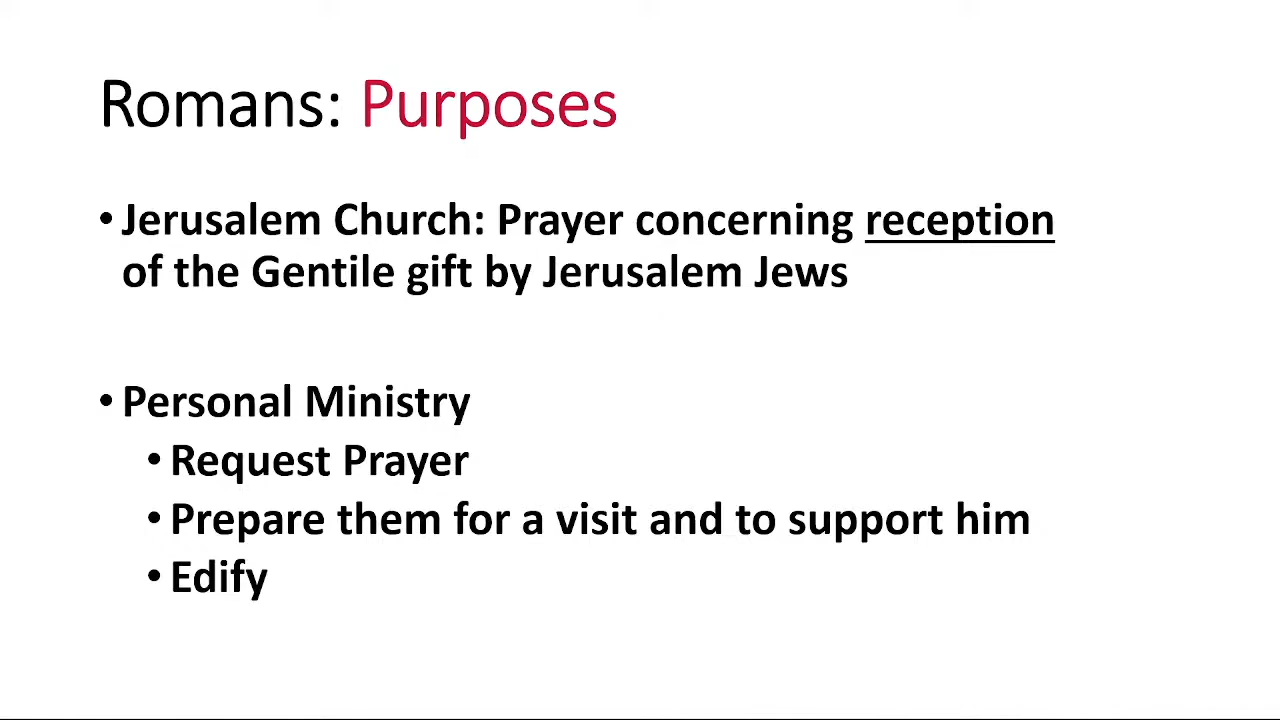 Romans: Purposes
• Jerusalem Church: Prayer concerning reception
of the Gentile gift by Jerusalem Jews
• Personal Ministry
• Request Prayer
• Prepare them for a visit and to support him
• Edify